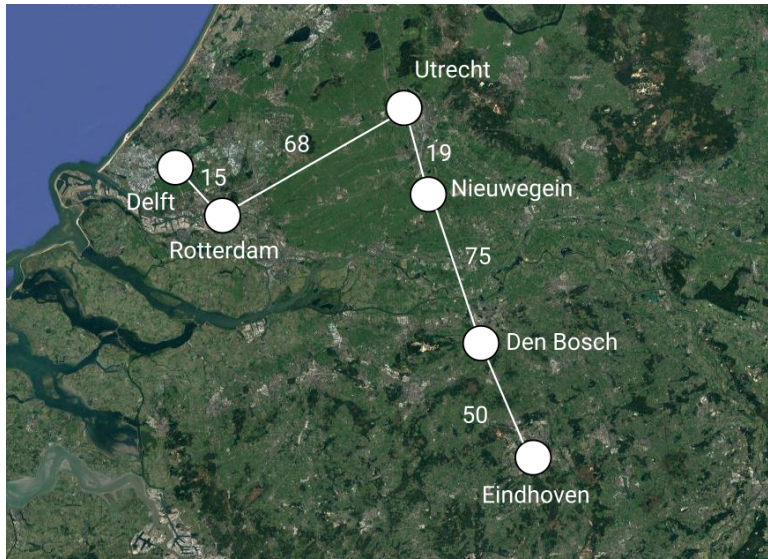 Utrecht
68
19
15
Nieuwegein
Delft
Rotterdam
75
Den Bosch
50
Eindhoven